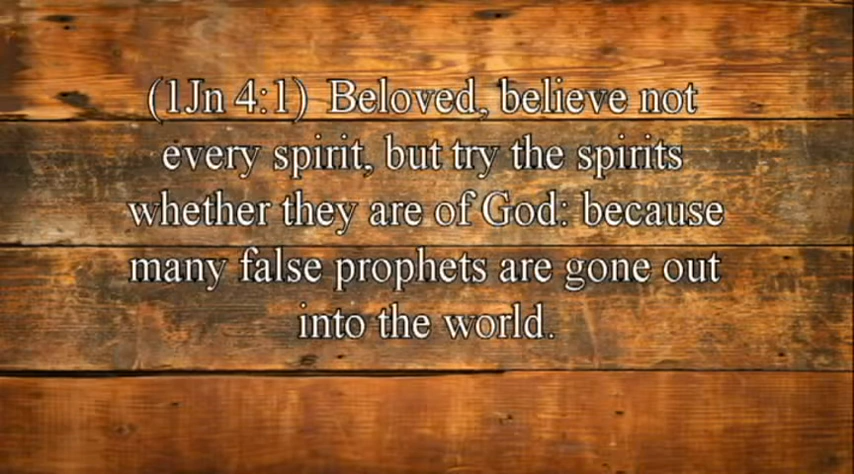 (1Jn 4:1)  Beloved, believe not
every spirit, but try the spirits
whether they are of God: because
many false prophets are gone out
into the world.